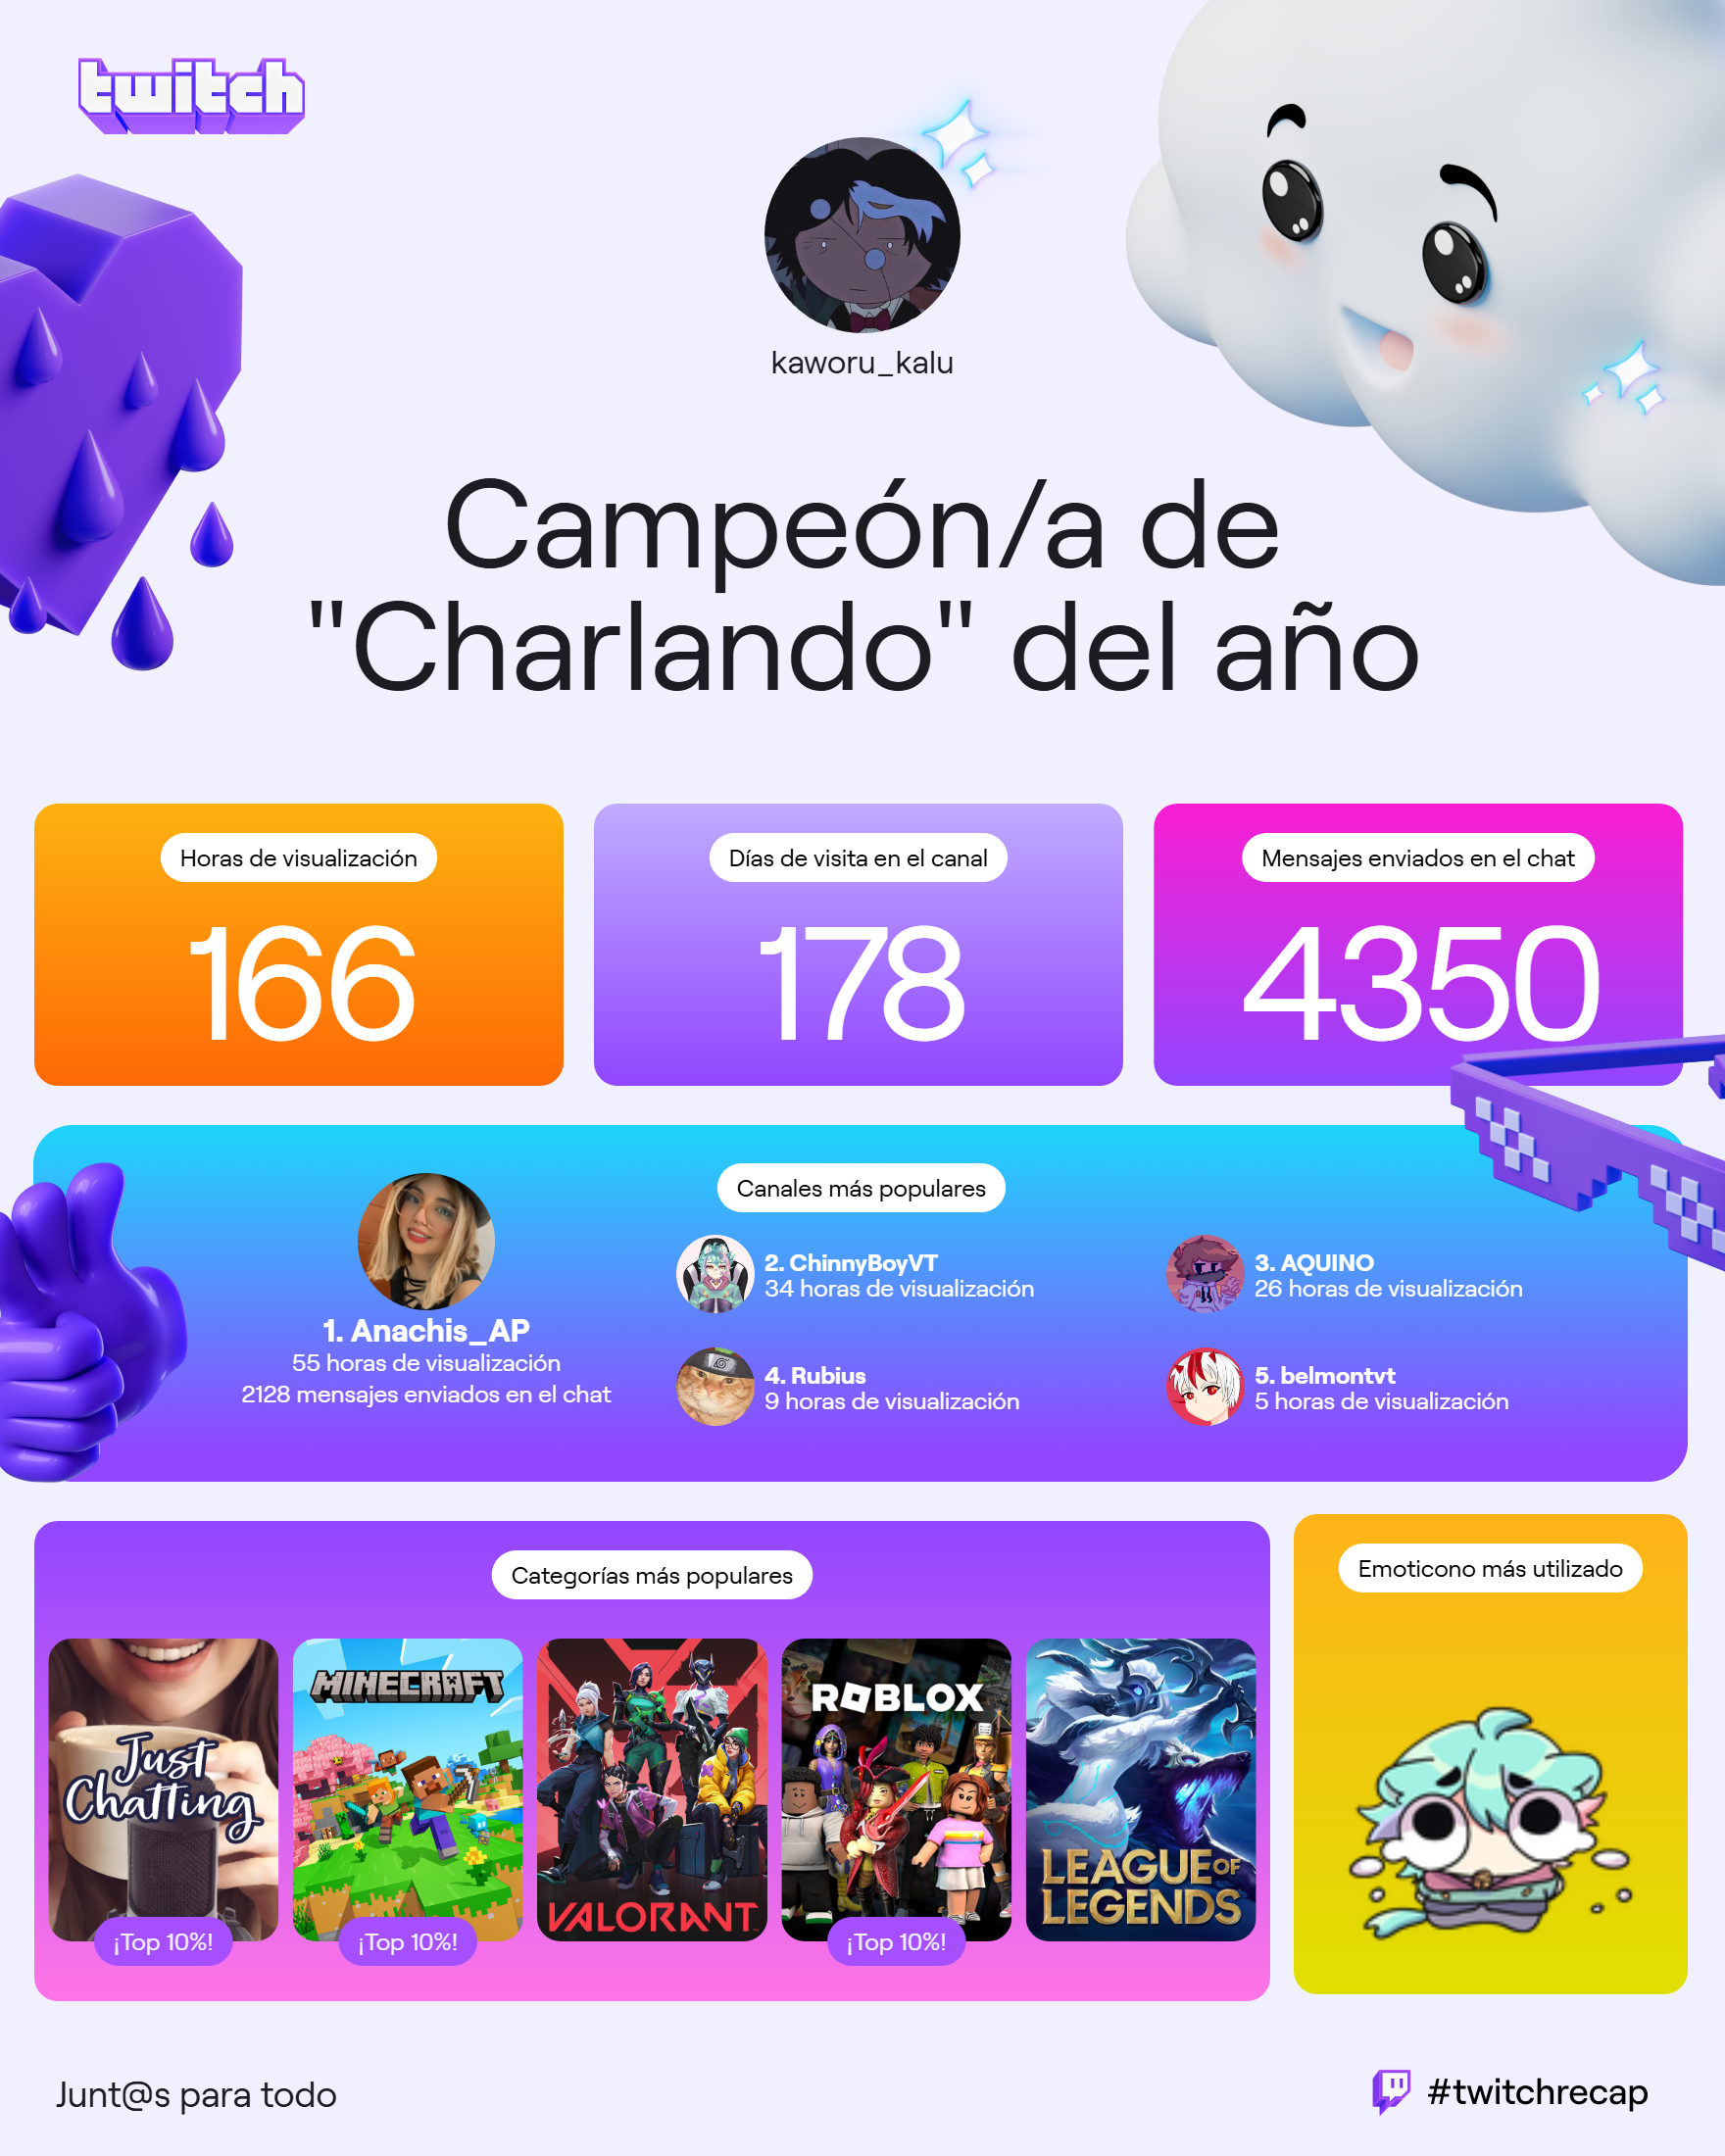 twitch
kaworu_kalu
Campeón/a de
"Charlando" del año
Horas de visualización
166
Días de visita en el canal
178
Mensajes enviados en el chat
4350
Canales más populares
1. Anachis_AP
55 horas de visualización
2128 mensajes enviados en el chat
2. ChinnyBoyVT
34 horas de visualización
3. AQUINO
26 horas de visualización
4. Rubius
9 horas de visualización
5. belmontvt
5 horas de visualización
Categorías más populares
Just
Chatting
¡Top 10%!
MINECRAFT
¡Top 10%!
VALORANT
ROBLOX
¡Top 10%!
LEAGUE OF
LEGENDS
Emoticono más utilizado
Junt@s para todo
#twitchrecap